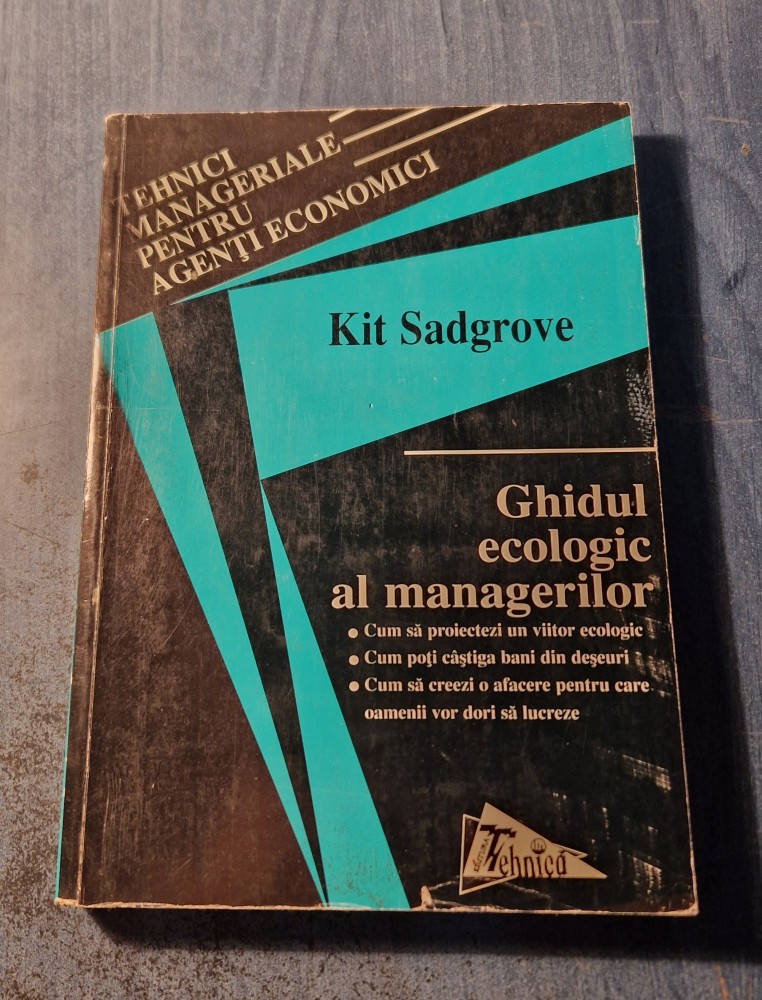 TEHNICI
MANAGERIALE
PENTRU
AGENŢI ECONOMICI
Kit Sadgrove
Ghidul
ecologic
al managerilor
• Cum să proiectezi un viitor ecologic
• Cum poţi câştiga bani din deşeuri
• Cum să creezi o afacere pentru care
oamenii vor dori să lucreze
Editura
Tehnică